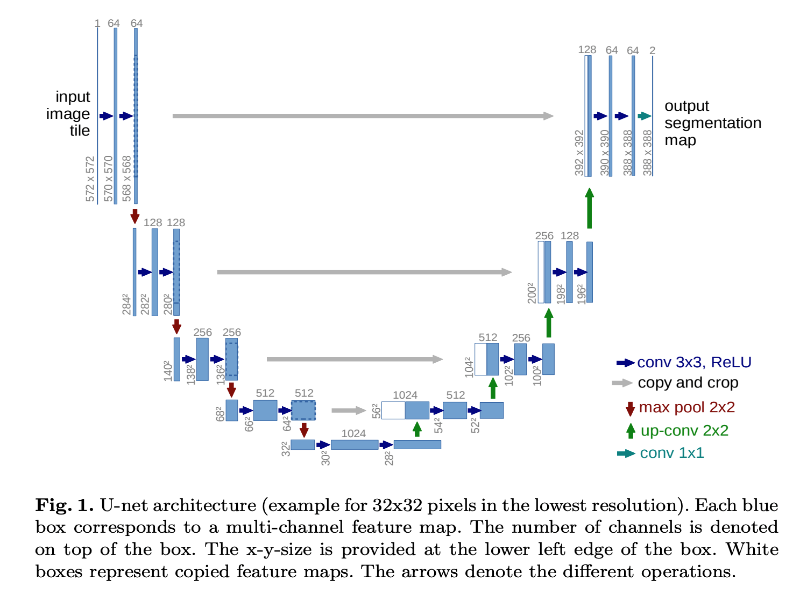 1 64 64
input
image
tile
572 x 572
570 x 570
568 x 568
128 64 64 2
output
segmentation
map
392 x 392
390 x 390
388 x 388
388 x 388
128 128
284²
282²
280²
256 128
200²
198²
196²
256 256
140²
138²
136²
512 256
104²
102²
100²
512 512
68²
66²
64²
1024 512
56²
54²
52²
1024
32²
30²
28²
conv 3x3, ReLU
copy and crop
max pool 2x2
up-conv 2x2
conv 1x1
Fig. 1. U-net architecture (example for 32x32 pixels in the lowest resolution). Each blue
box corresponds to a multi-channel feature map. The number of channels is denoted
on top of the box. The x-y-size is provided at the lower left edge of the box. White
boxes represent copied feature maps. The arrows denote the different operations.